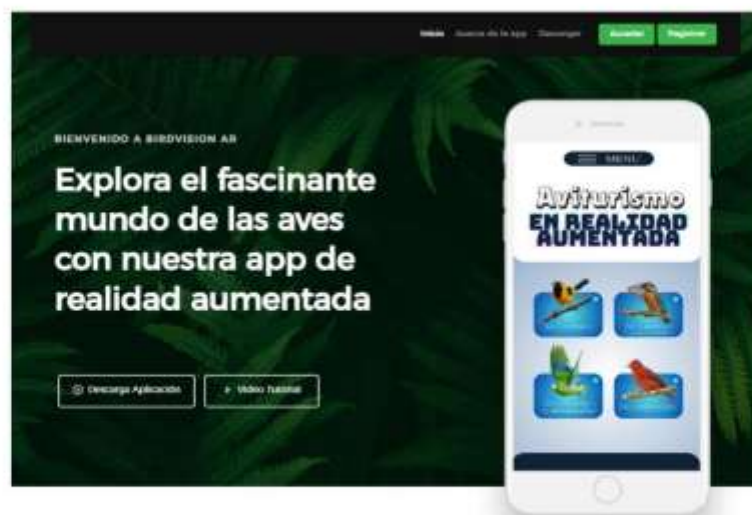 Inicio Acerca de la app Descargar Acceder Registrar
BIENVENIDO A BIRDVISION AR
Explora el fascinante
mundo de las aves
con nuestra app de
realidad aumentada
Descarga Aplicación Video Tutorial
MENU
Aviturismo
EN REALIDAD
AUMENTADA